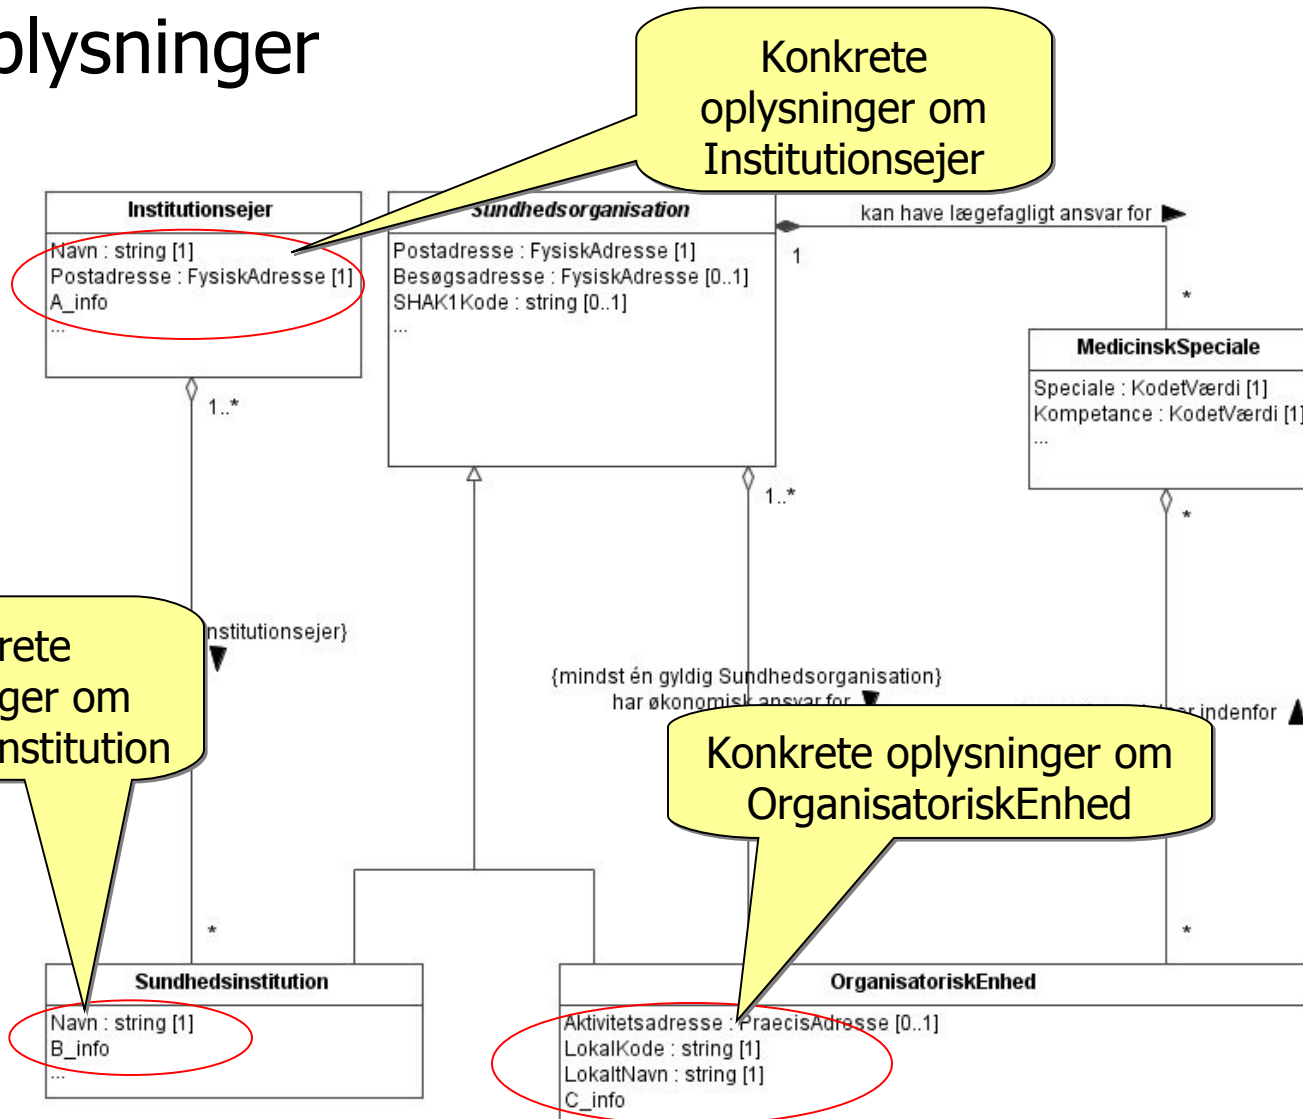 plysninger
Konkrete
oplysninger om
Institutionsejer
Institutionsejer
Navn : string [1]
Postadresse : FysiskAdresse [1]
A_info
...
1..*
Sundhedsorganisation
Postadresse : FysiskAdresse [1]
Besøgsadresse : FysiskAdresse [0..1]
SHAK1Kode : string [0..1]
...
1..*
kan have lægefagligt ansvar for
1
*
MedicinskSpeciale
Speciale : KodetVærdi [1]
Kompetance : KodetVærdi [1]
...
*
rete
ger om
nstitution
nstitutionsejer}
{mindst én gyldig Sundhedsorganisation}
har økonomisk ansvar for
indenfor
Konkrete oplysninger om
OrganisatoriskEnhed
*
*
Sundhedsinstitution
Navn : string [1]
B_info
...
OrganisatoriskEnhed
Aktivitetsadresse : PraecisAdresse [0..1]
LokalKode : string [1]
LokaltNavn : string [1]
C_info